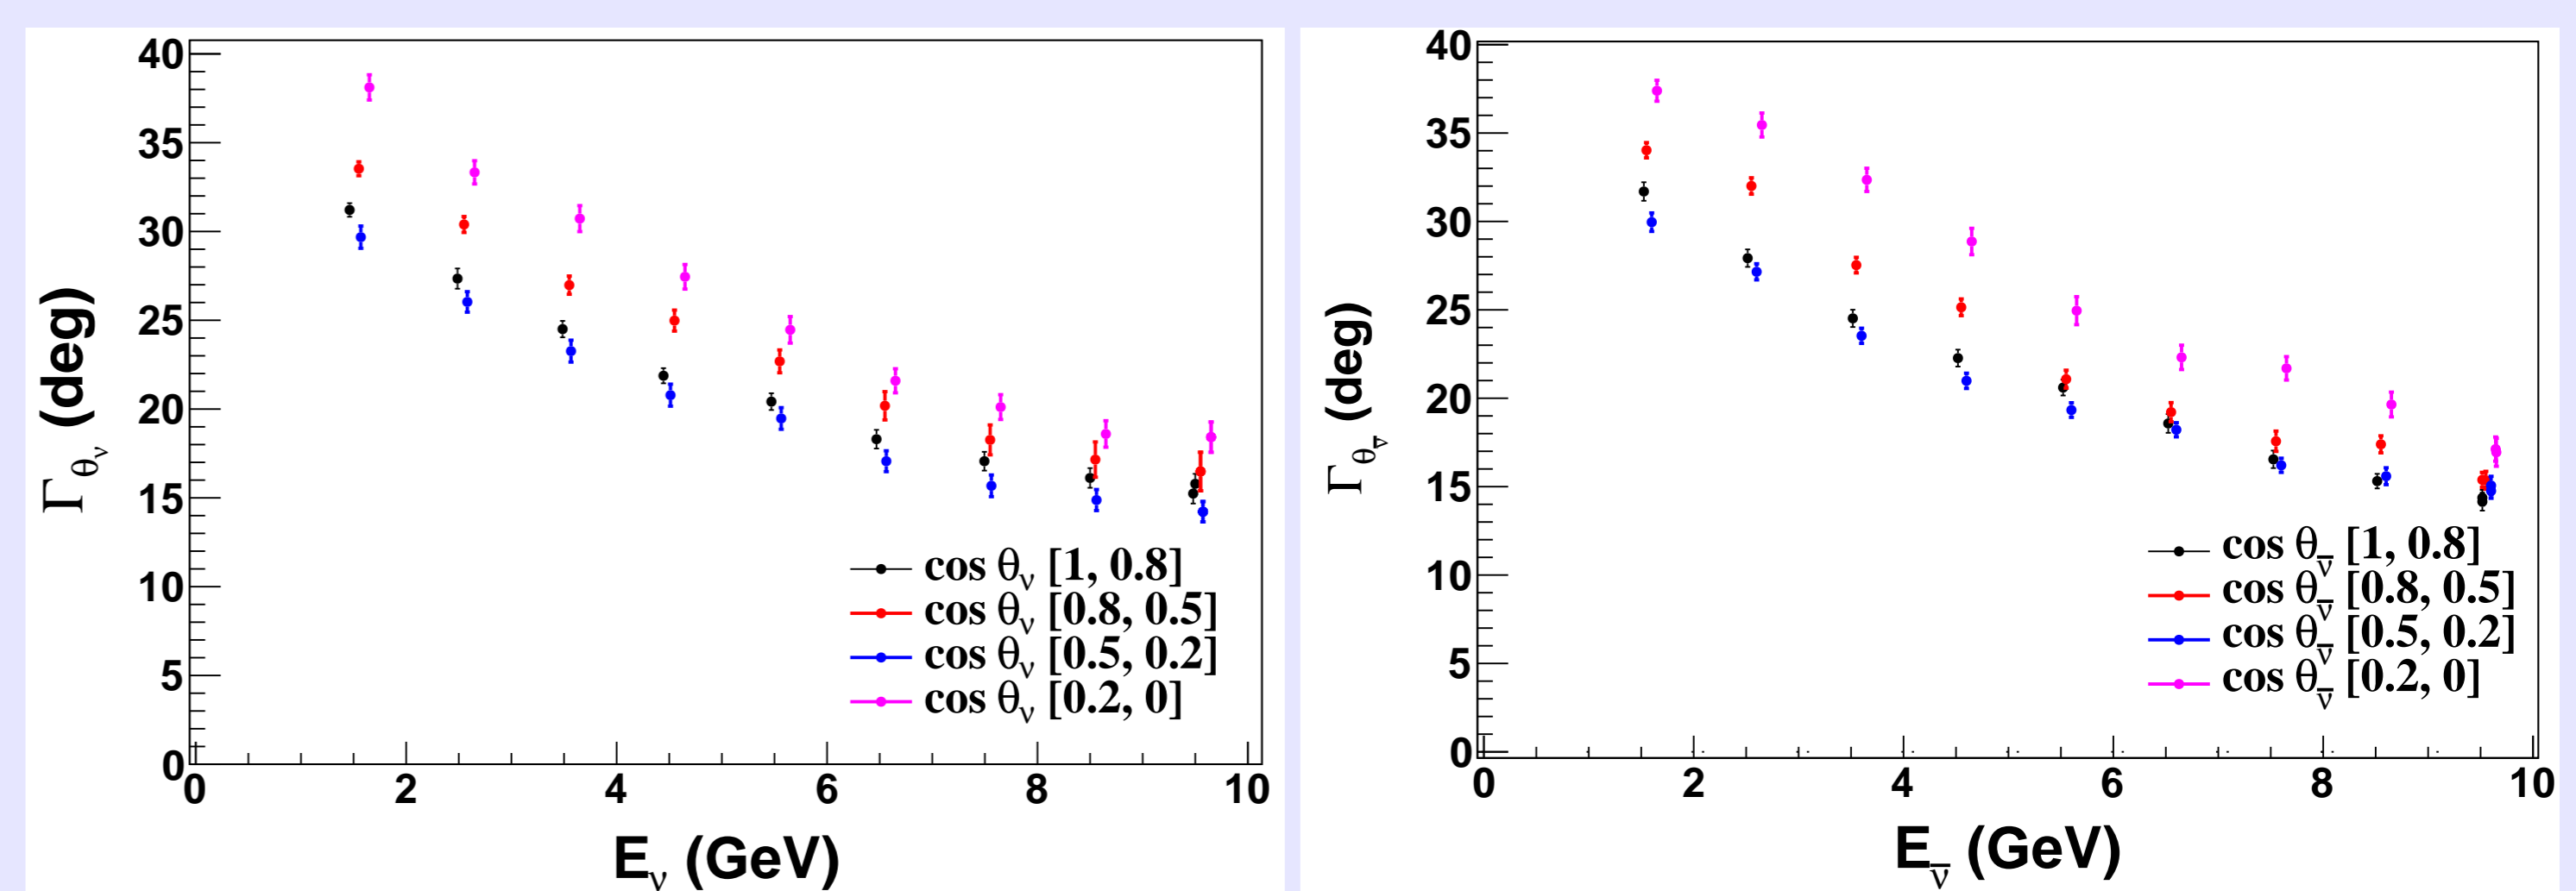 40
35
30
25
20
15
10
5
0
Γθν (deg)
0 2 4 6 8 10
Eν (GeV)
cos θν [1, 0.8]
cos θν [0.8, 0.5]
cos θν [0.5, 0.2]
cos θν [0.2, 0]
40
35
30
25
20
15
10
5
0
Γθν̅ (deg)
0 2 4 6 8 10
Eν̅ (GeV)
cos θν̅ [1, 0.8]
cos θν̅ [0.8, 0.5]
cos θν̅ [0.5, 0.2]
cos θν̅ [0.2, 0]